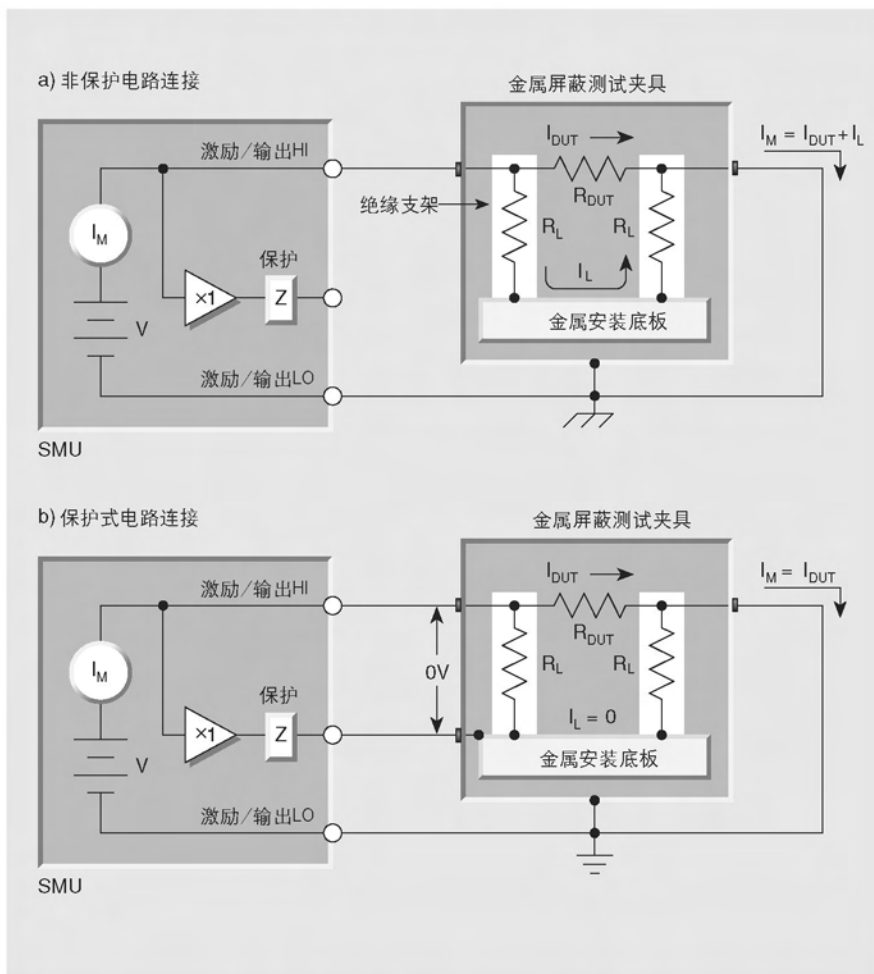 a) 非保护电路连接
金属屏蔽测试夹具
激励/输出HI
I_DUT
I_M = I_DUT + I_L
R_DUT
绝缘支架
R_L
R_L
I_M
保护
×1
Z
I_L
V
金属安装底板
激励/输出LO
SMU
b) 保护式电路连接
金属屏蔽测试夹具
激励/输出HI
I_DUT
I_M = I_DUT
R_DUT
R_L
R_L
0V
I_M
保护
I_L = 0
×1
Z
V
金属安装底板
激励/输出LO
SMU